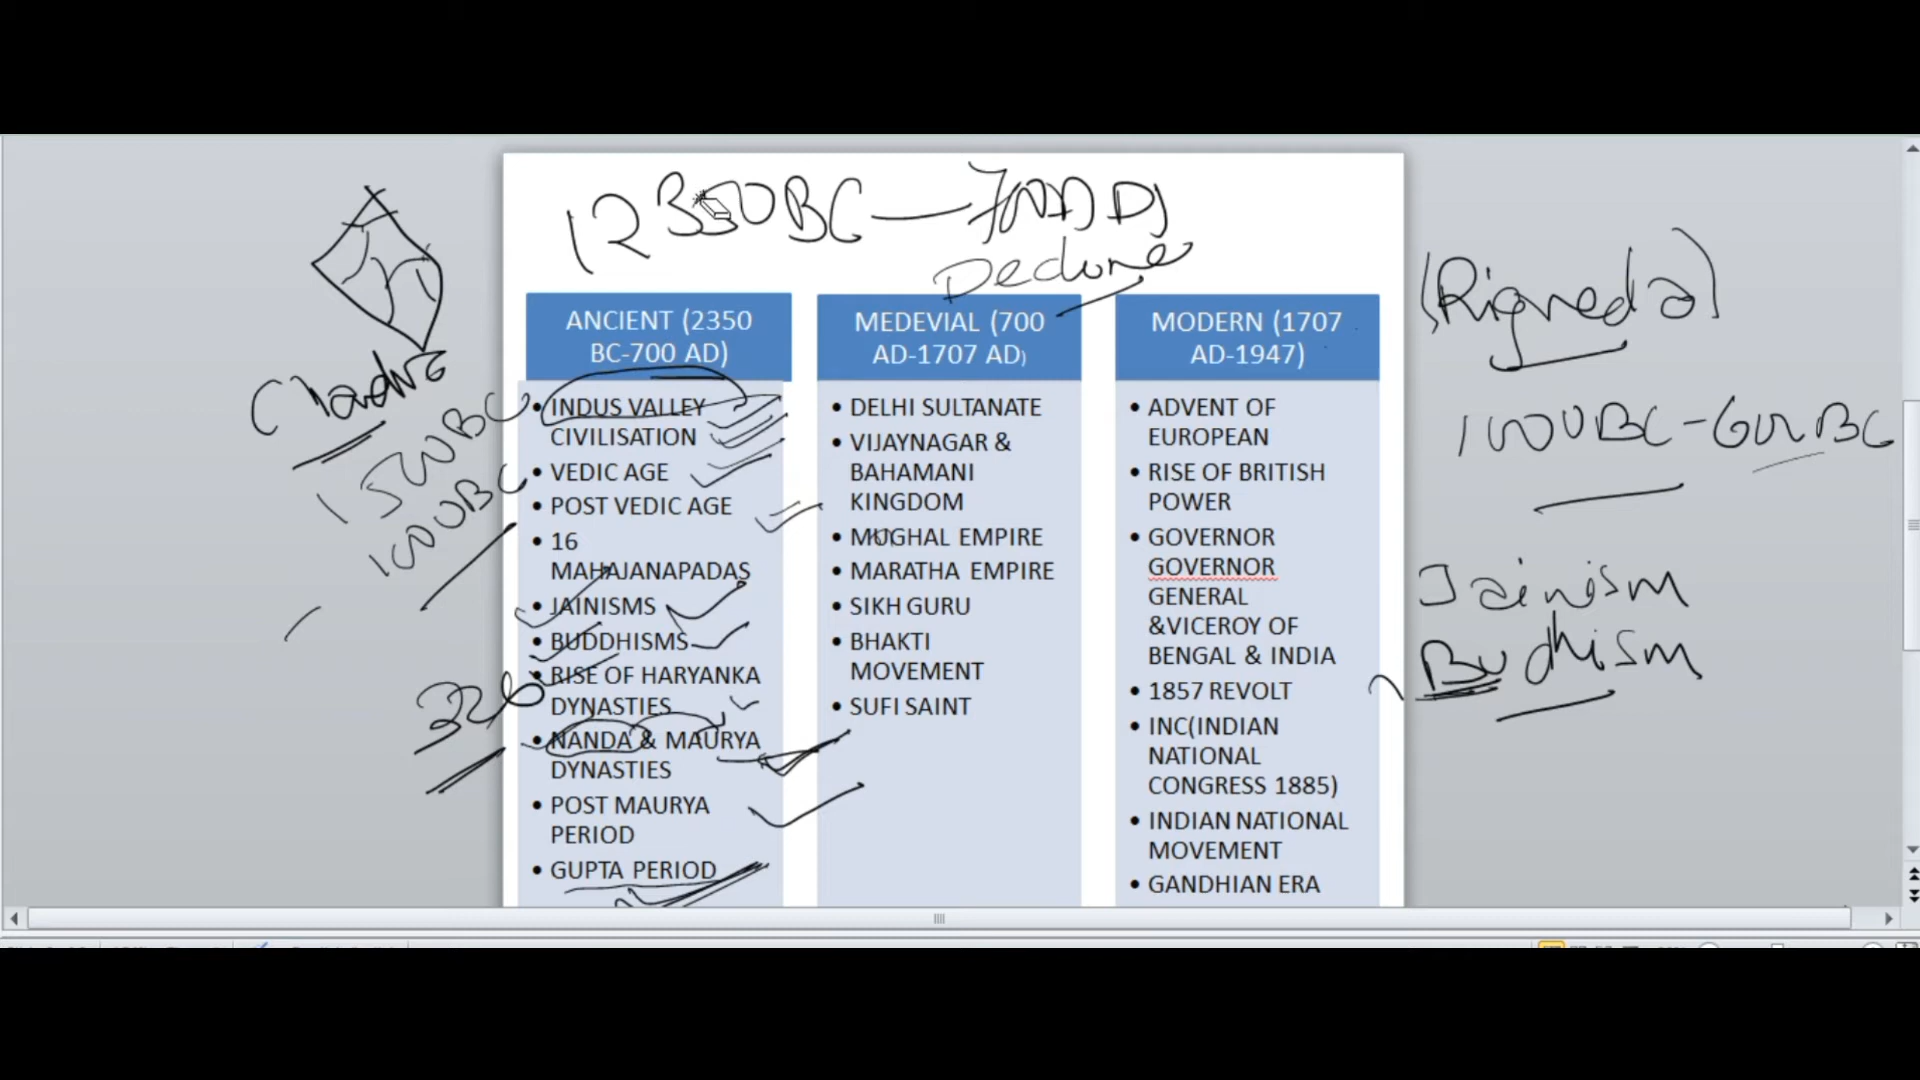 2350BC — 700AD
Decline
ANCIENT (2350
BC-700 AD)
INDUS VALLEY
CIVILISATION
VEDIC AGE
POST VEDIC AGE
16
MAHAJANAPADAS
JAINISMS
BUDDHISMS
RISE OF HARYANKA
DYNASTIES
NANDA & MAURYA
DYNASTIES
POST MAURYA
PERIOD
GUPTA PERIOD
MEDEVIAL (700
AD-1707 AD)
DELHI SULTANATE
VIJAYNAGAR &
BAHAMANI
KINGDOM
MUGHAL EMPIRE
MARATHA EMPIRE
SIKH GURU
BHAKTI
MOVEMENT
SUFI SAINT
MODERN (1707
AD-1947)
ADVENT OF
EUROPEAN
RISE OF BRITISH
POWER
GOVERNOR
GOVERNOR
GENERAL
&VICEROY OF
BENGAL & INDIA
1857 REVOLT
INC(INDIAN
NATIONAL
CONGRESS 1885)
INDIAN NATIONAL
MOVEMENT
GANDHIAN ERA
1500BC
1000BC
326
(Rigveda)
1000BC-600BC
Jainism
Budhism